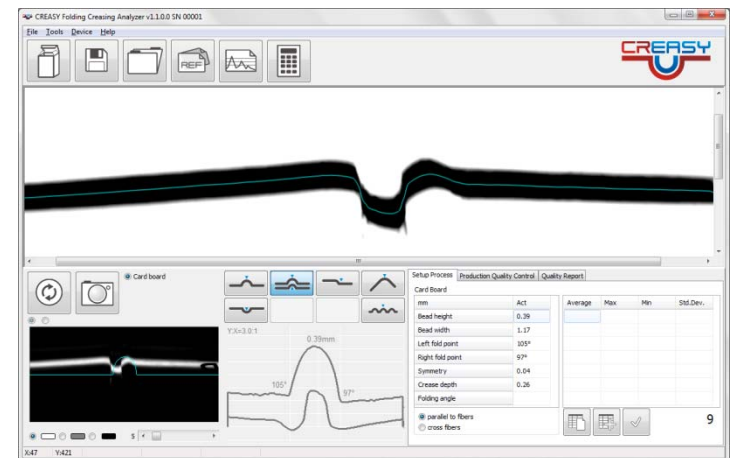 CREASY Folding Creasing Analyzer v1.1.0.0 SN 00001
File Tools Device Help
REF
CREASY
Card board
Setup Process Production Quality Control Quality Report
Card Board
mm Act Average Max Min Std.Dev.
Bead height 0.39
Bead width 1.17
Left fold point 105°
Right fold point 97°
Symmetry 0.04
Crease depth 0.26
Folding angle
Y:X=3.0:1
0.39mm
105°
97°
parallel to fibers
cross fibers
9
S
X:47 Y:421